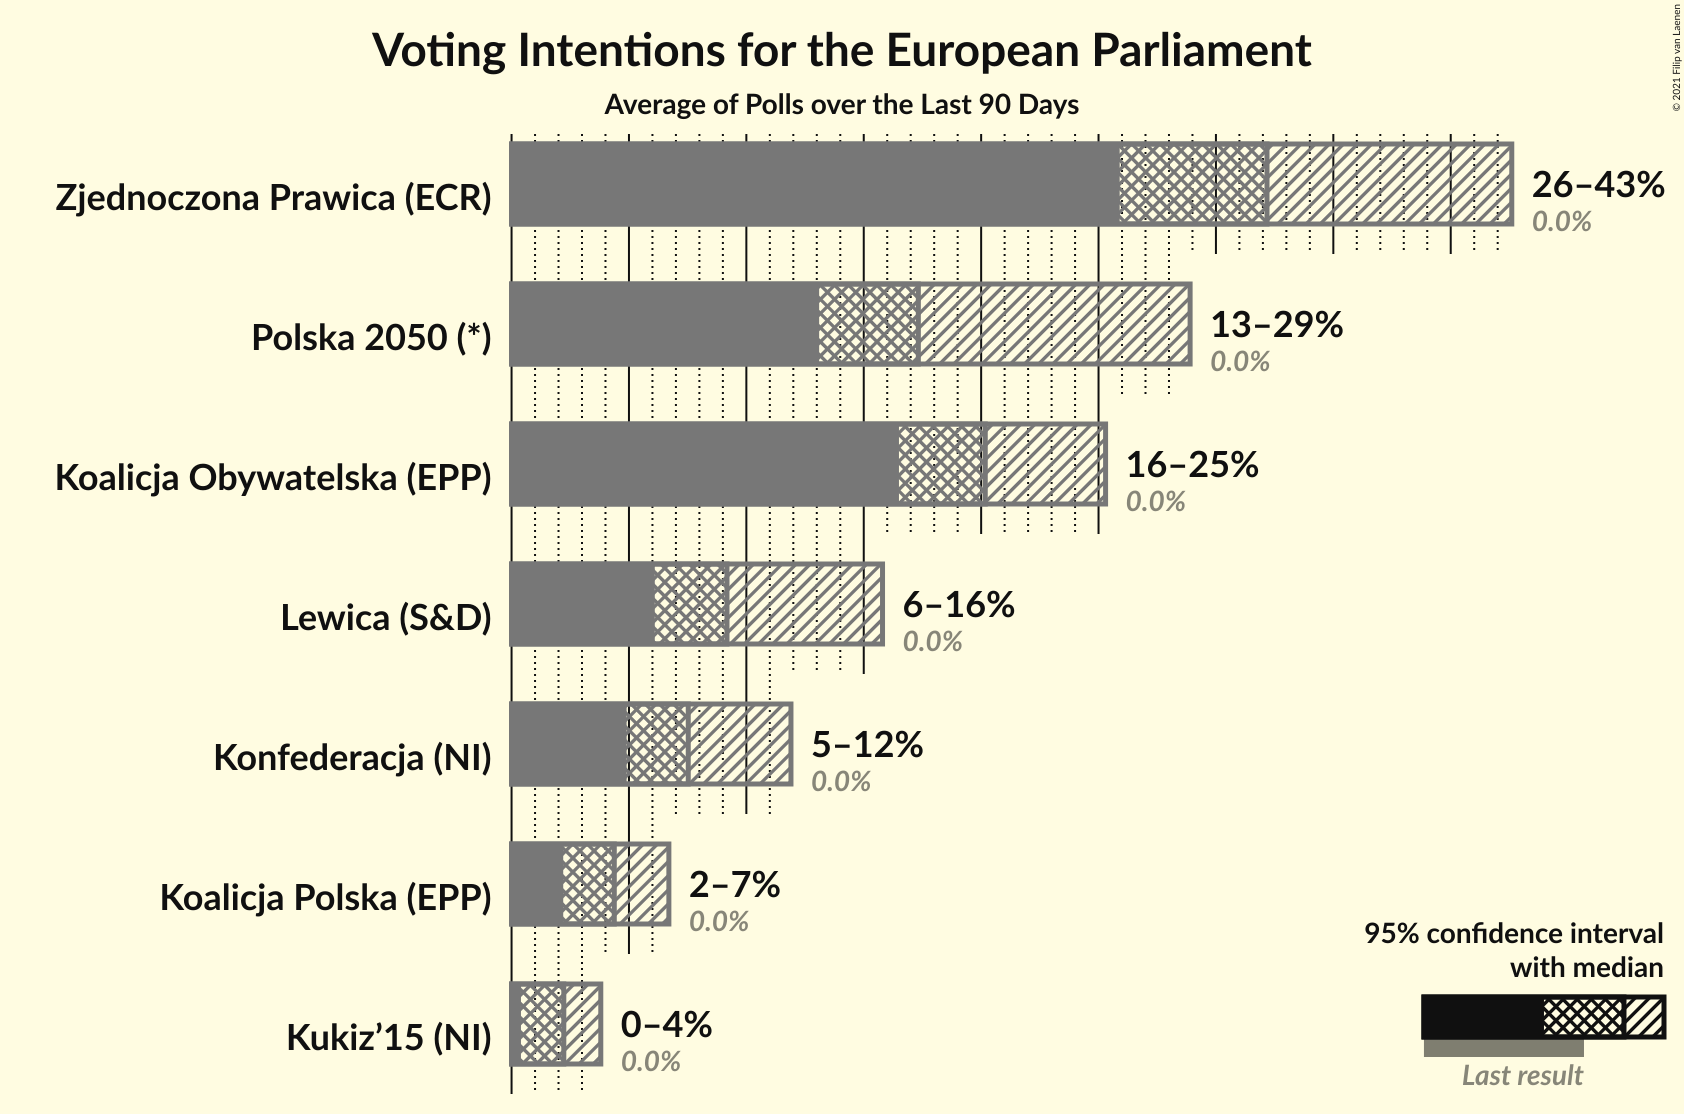 Voting Intentions for the European Parliament
Average of Polls over the Last 90 Days
© 2021 Filip van Laenen
Zjednoczona Prawica (ECR)
26–43%
0.0%
Polska 2050 (*)
13–29%
0.0%
Koalicja Obywatelska (EPP)
16–25%
0.0%
Lewica (S&D)
6–16%
0.0%
Konfederacja (NI)
5–12%
0.0%
Koalicja Polska (EPP)
2–7%
0.0%
Kukiz’15 (NI)
0–4%
0.0%
95% confidence interval
with median
Last result